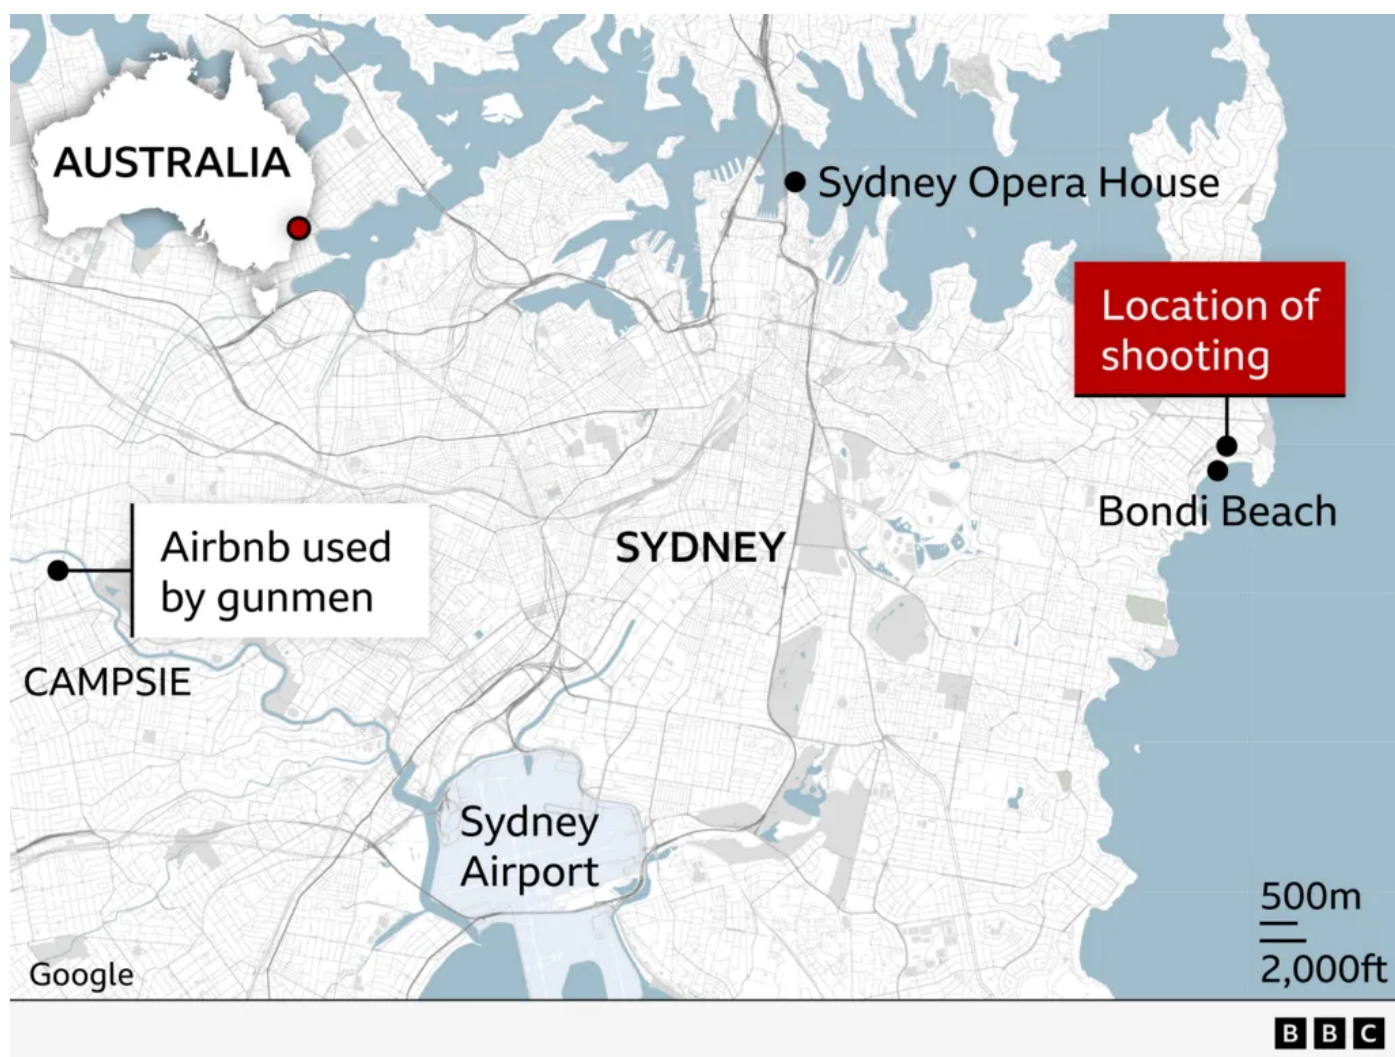 AUSTRALIA
Sydney Opera House
Location of
shooting
Bondi Beach
Airbnb used
by gunmen
SYDNEY
CAMPSIE
Sydney
Airport
500m
2,000ft
Google
BBC